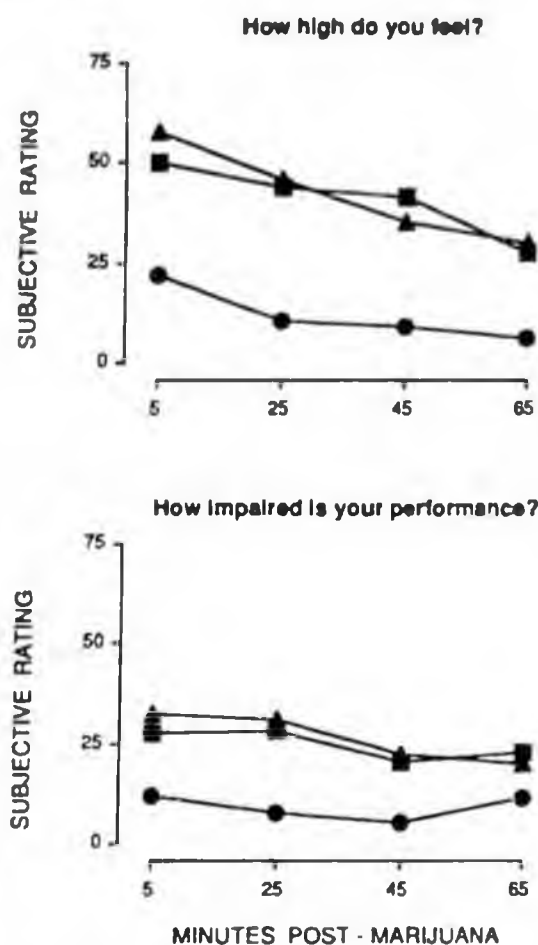 How high do you feel?
75
50
25
0
SUBJECTIVE RATING
5 25 45 65
How impaired is your performance?
75
50
25
0
SUBJECTIVE RATING
5 25 45 65
MINUTES POST - MARIJUANA